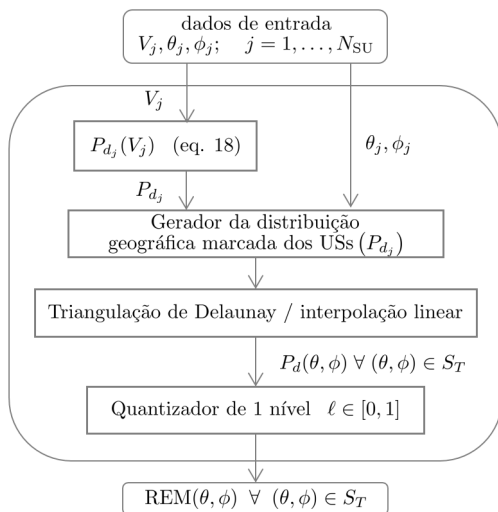 dados de entrada
V_j, θ_j, ϕ_j; j = 1, . . . , N_SU
V_j
P_{d_j}(V_j) (eq. 18)
θ_j, ϕ_j
P_{d_j}
Gerador da distribuição
geográfica marcada dos USs (P_{d_j})
Triangulação de Delaunay / interpolação linear
P_d(θ, ϕ) ∀ (θ, ϕ) ∈ S_T
Quantizador de 1 nível ℓ ∈ [0, 1]
REM(θ, ϕ) ∀ (θ, ϕ) ∈ S_T